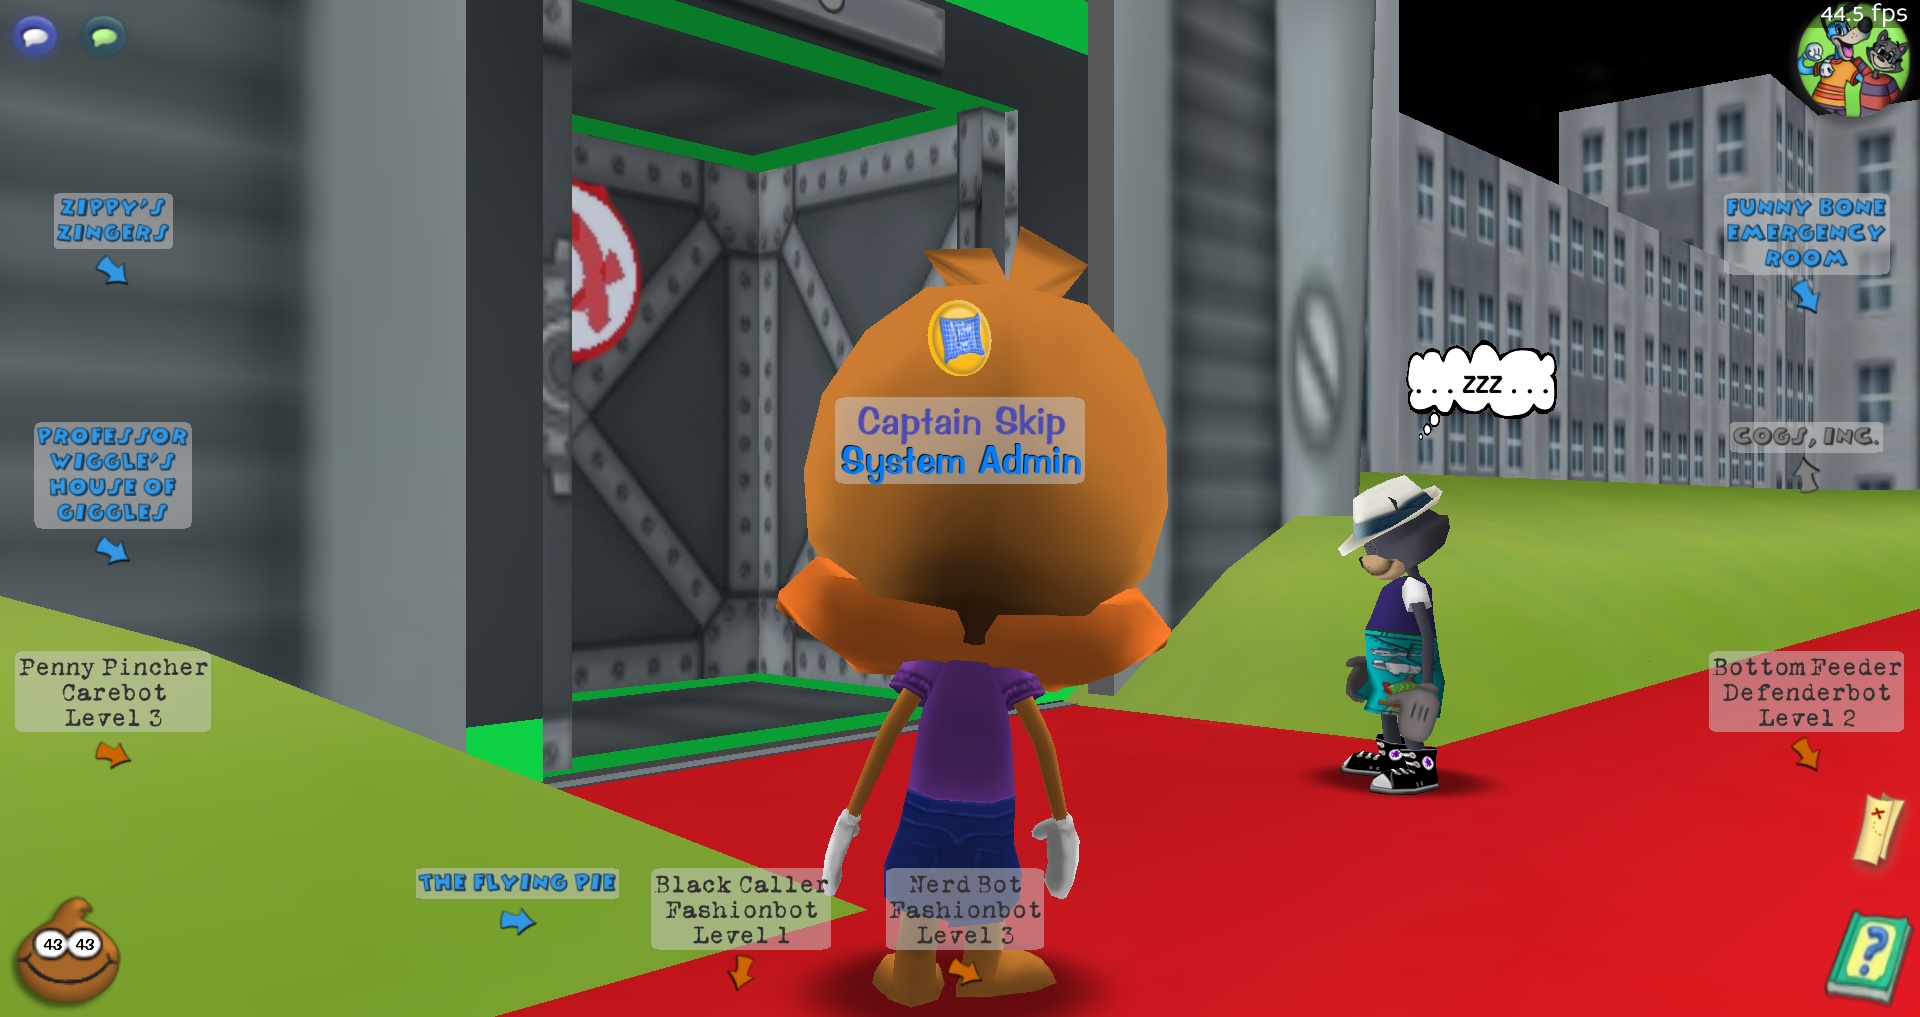 44.5 fps
ZIPPY'S
ZINGERS
FUNNY BONE
EMERGENCY
ROOM
. . . zzz . . .
Captain Skip
System Admin
PROFESSOR
WIGGLE'S
HOUSE OF
GIGGLES
COGS, INC.
Penny Pincher
Carebot
Level 3
Bottom Feeder
Defenderbot
Level 2
THE FLYING PIE
Black Caller
Fashionbot
Level 1
Nerd Bot
Fashionbot
Level 3
43 43
?